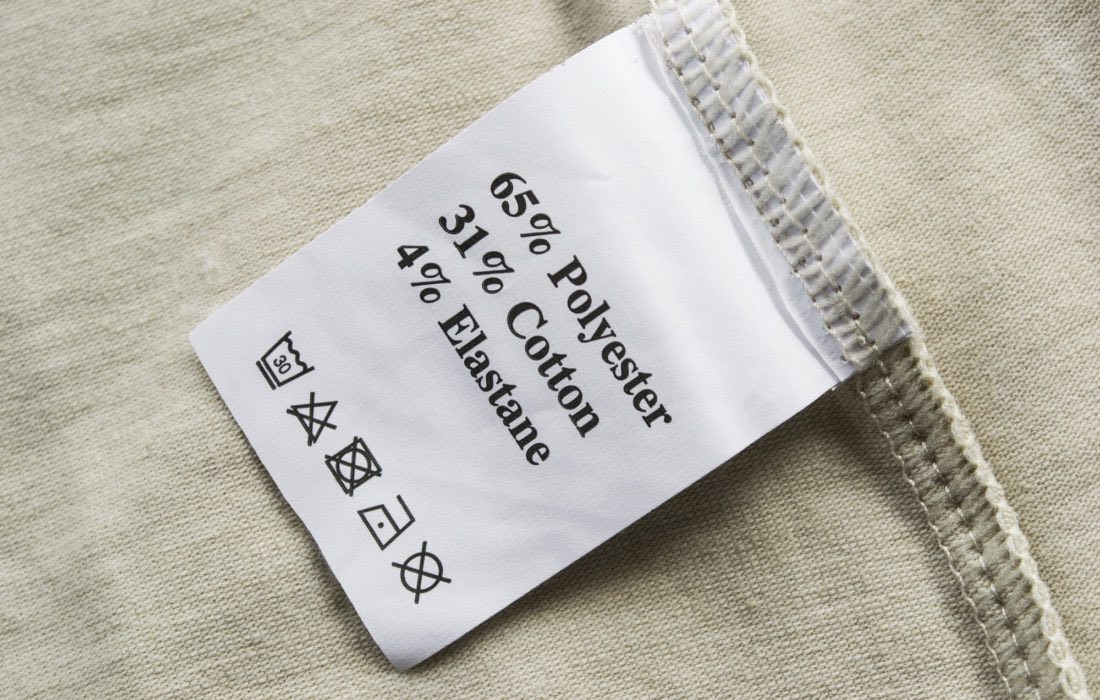 65% Polyester
31% Cotton
4% Elastane
30